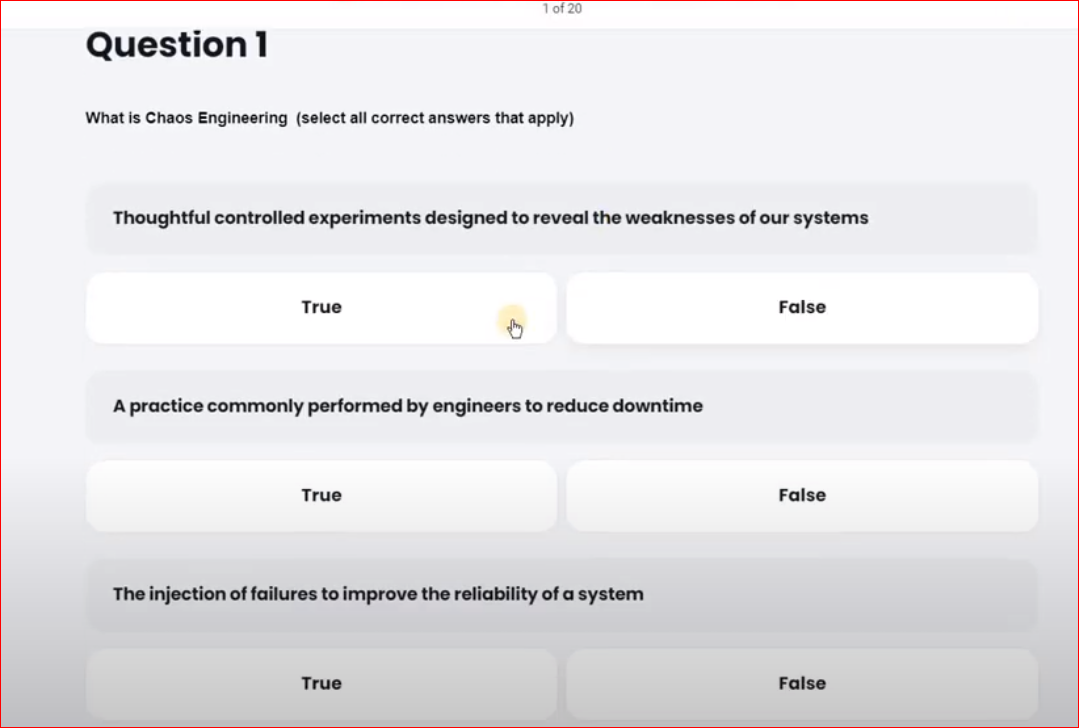 1 of 20
Question 1
What is Chaos Engineering (select all correct answers that apply)
Thoughtful controlled experiments designed to reveal the weaknesses of our systems
True
False
A practice commonly performed by engineers to reduce downtime
True
False
The injection of failures to improve the reliability of a system
True
False